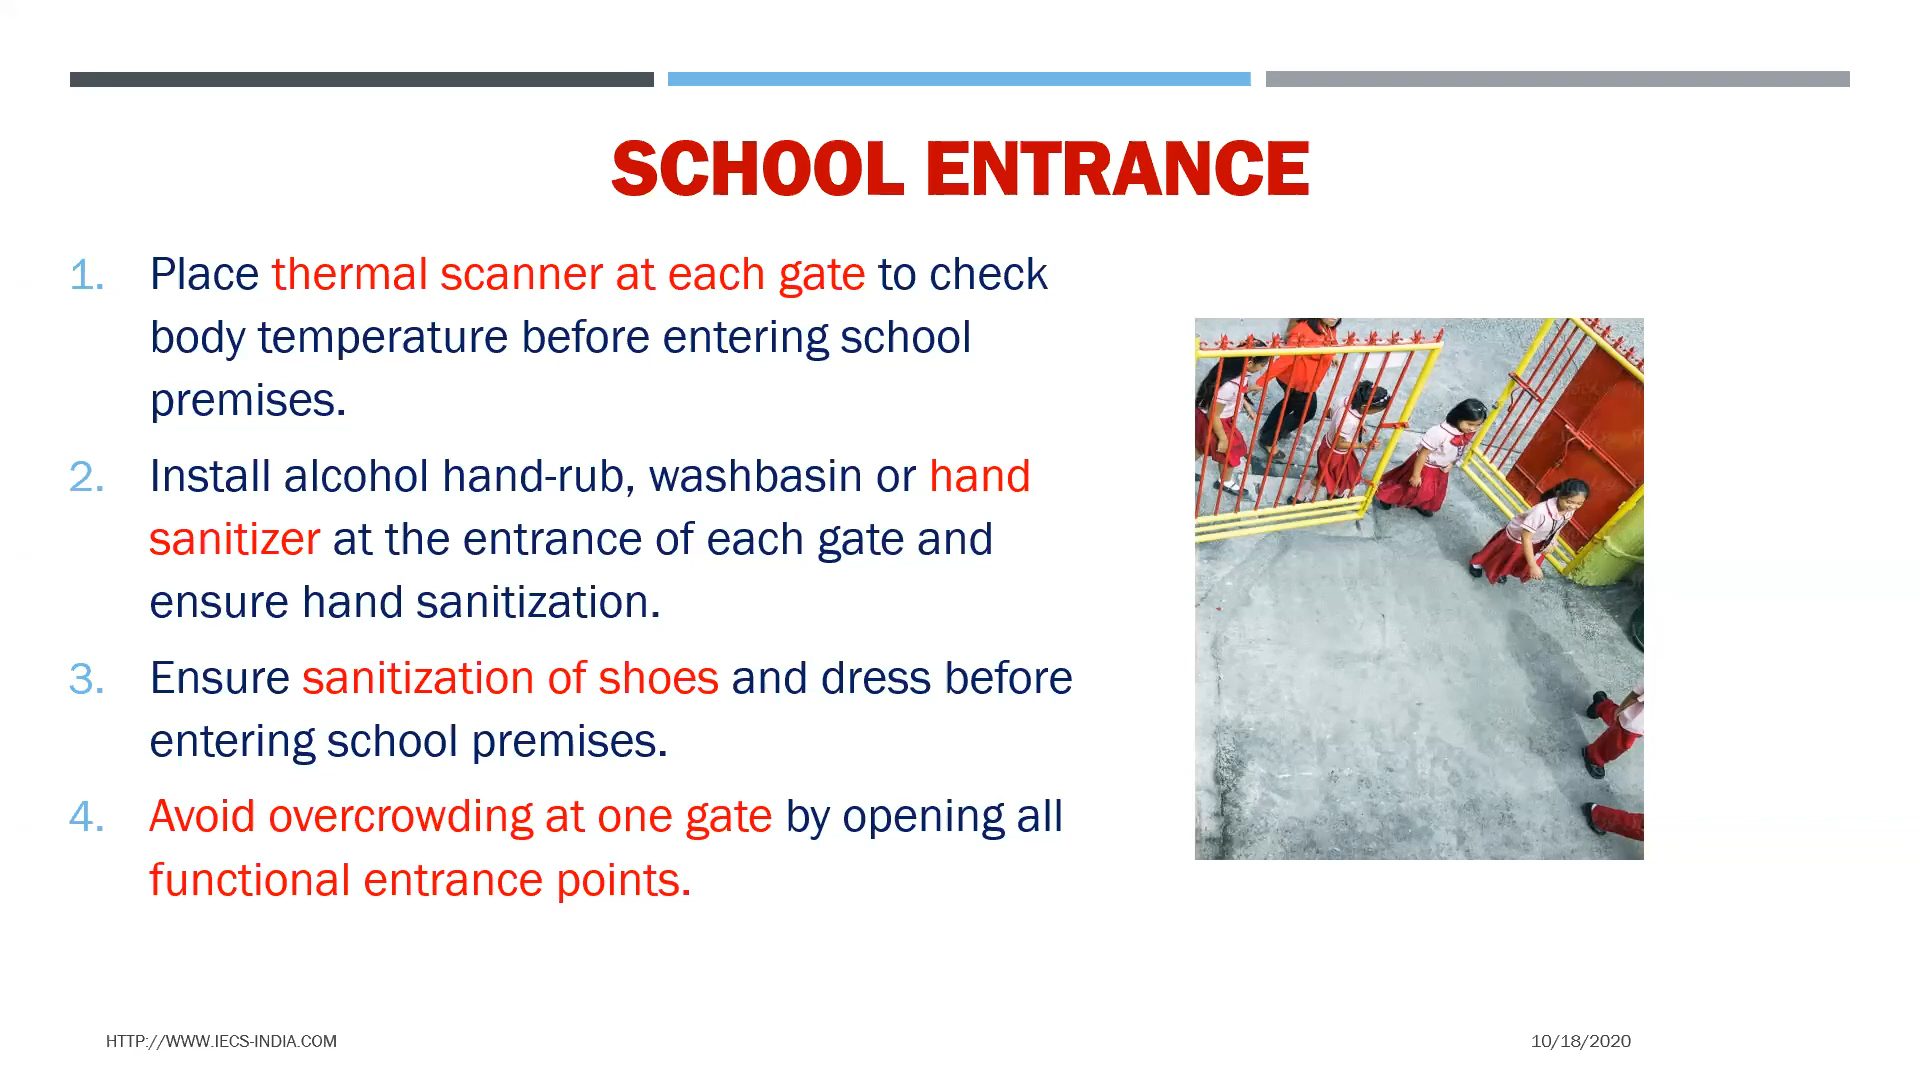 SCHOOL ENTRANCE
1. Place thermal scanner at each gate to check
body temperature before entering school
premises.
2. Install alcohol hand-rub, washbasin or hand
sanitizer at the entrance of each gate and
ensure hand sanitization.
3. Ensure sanitization of shoes and dress before
entering school premises.
4. Avoid overcrowding at one gate by opening all
functional entrance points.
HTTP://WWW.IECS-INDIA.COM
10/18/2020